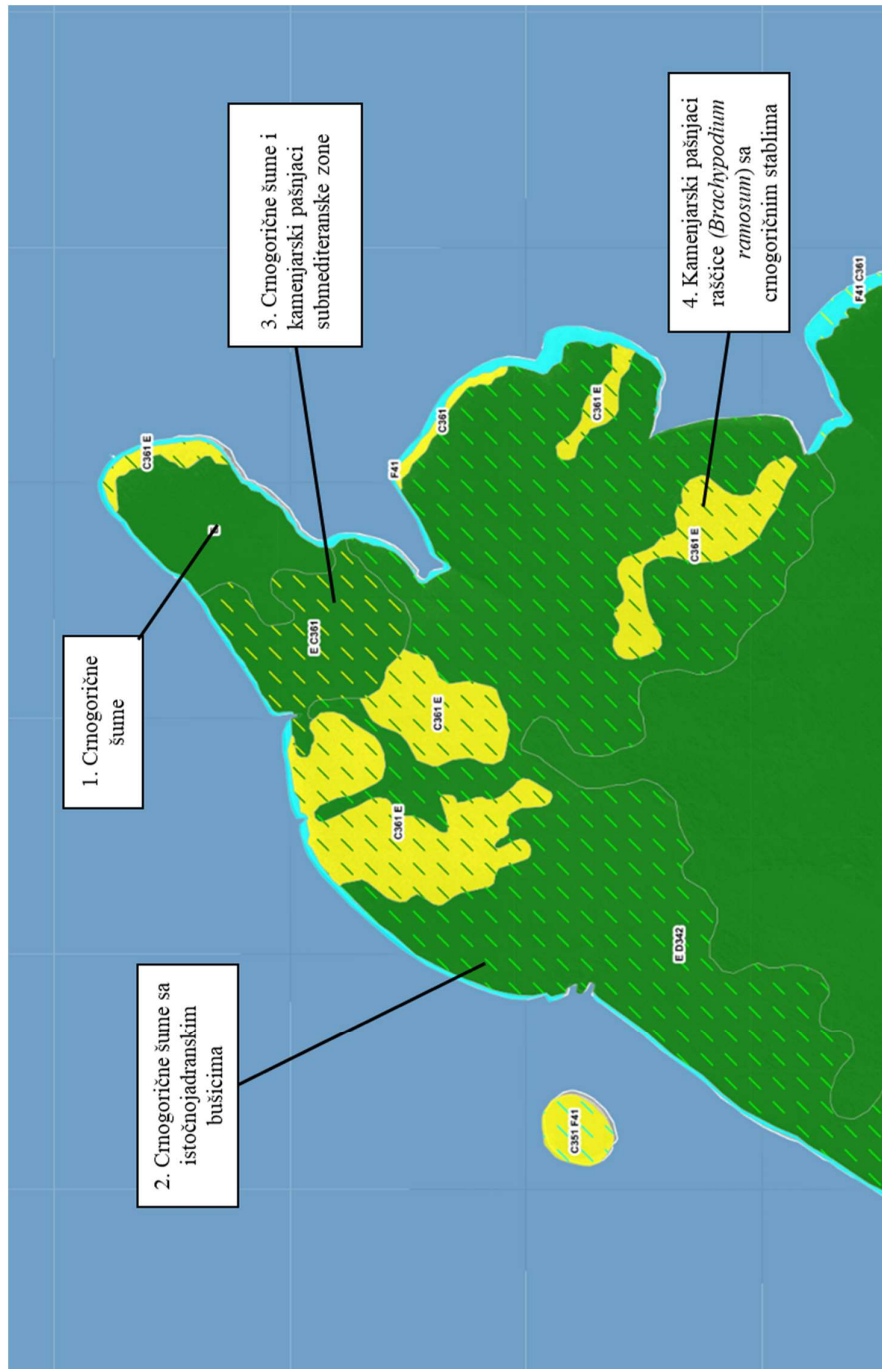 1. Crnogorične
šume
2. Crnogorične šume sa
istočnojadranskim
bušicima
3. Crnogorične šume i
kamenjarski pašnjaci
submediteranske zone
4. Kamenjarski pašnjaci
raščice (Brachypodium
ramosum) sa
crnogoričnim stablima
C361 E
E
E C361
F41
C361
C361 E
C361 E
C361 E
C361 E
E D342
C351 F41
F41 C361